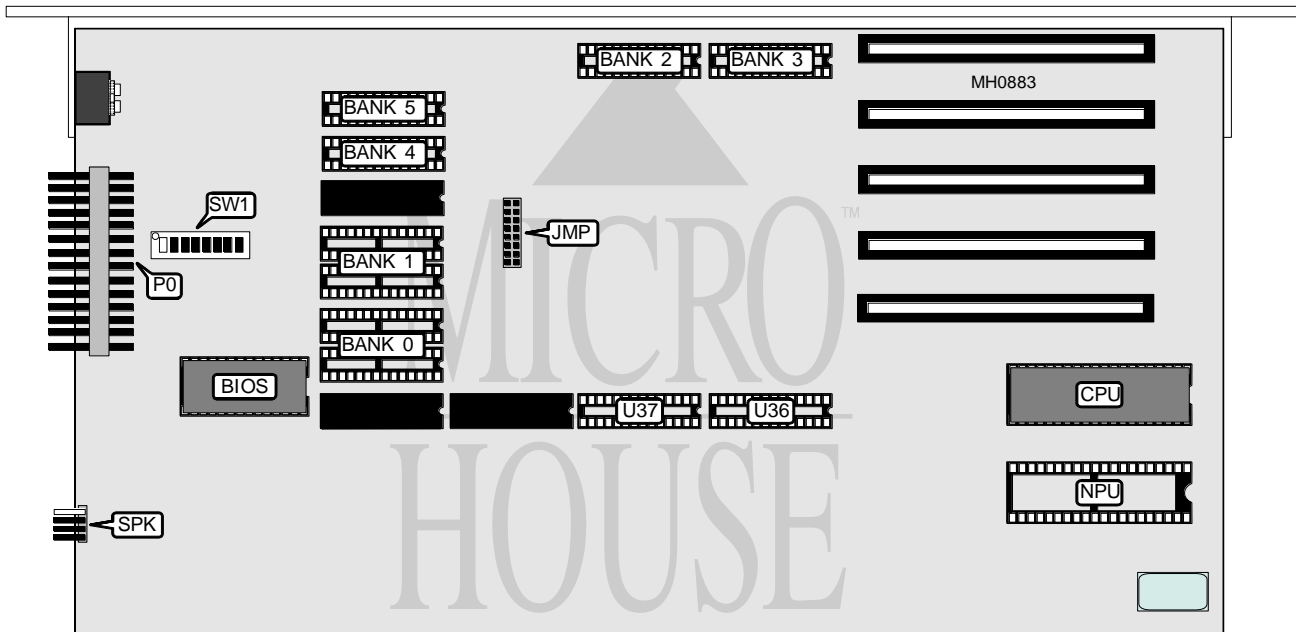 BANK 2
BANK 3
MH0883
BANK 5
BANK 4
SW1
JMP
TM
BANK 1
P0
BANK 0
BIOS
CPU
U37
U36
NPU
SPK
MICRO
HOUSE